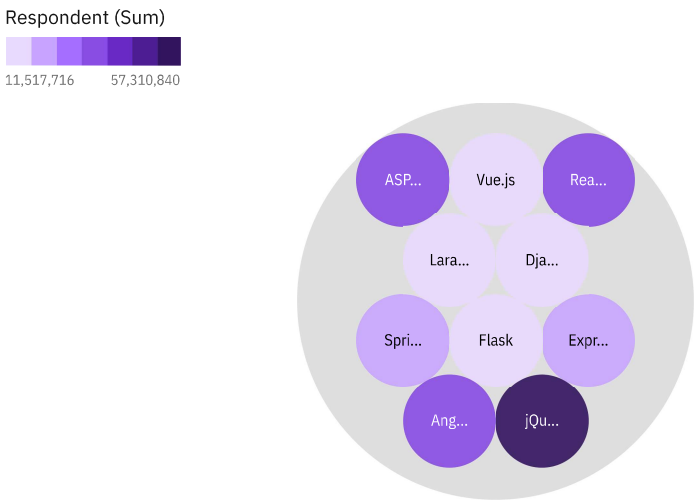 Respondent (Sum)
11,517,716 57,310,840
ASP... Vue.js Rea...
Lara... Dja...
Spri... Flask Expr...
Ang... jQu...